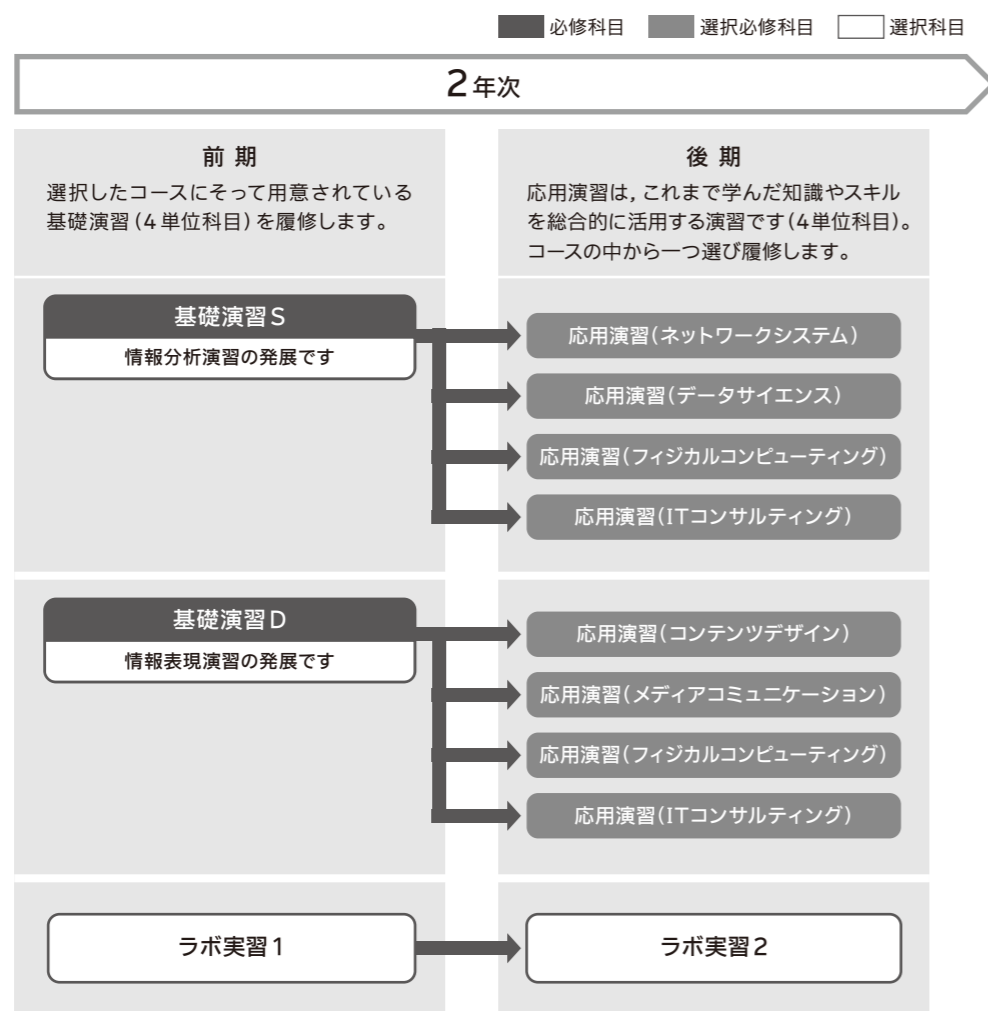 必修科目 選択必修科目 選択科目
2年次
前期
選択したコースにそって用意されている
基礎演習(4単位科目)を履修します。
後期
応用演習は,これまで学んだ知識やスキル
を総合的に活用する演習です(4単位科目)。
コースの中から一つ選び履修します。
基礎演習S
情報分析演習の発展です
応用演習(ネットワークシステム)
応用演習(データサイエンス)
応用演習(フィジカルコンピューティング)
応用演習(ITコンサルティング)
基礎演習D
情報表現演習の発展です
応用演習(コンテンツデザイン)
応用演習(メディアコミュニケーション)
応用演習(フィジカルコンピューティング)
応用演習(ITコンサルティング)
ラボ実習1
ラボ実習2